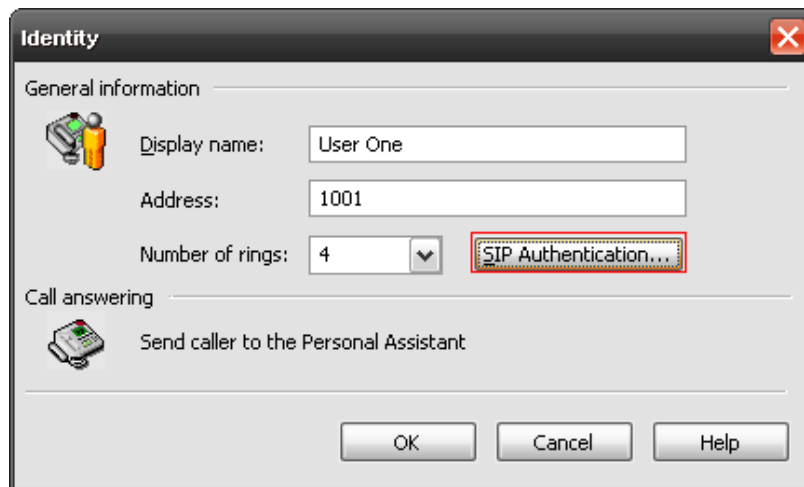 Identity
General information
Display name: User One
Address: 1001
Number of rings: 4 SIP Authentication...
Call answering
Send caller to the Personal Assistant
OK Cancel Help